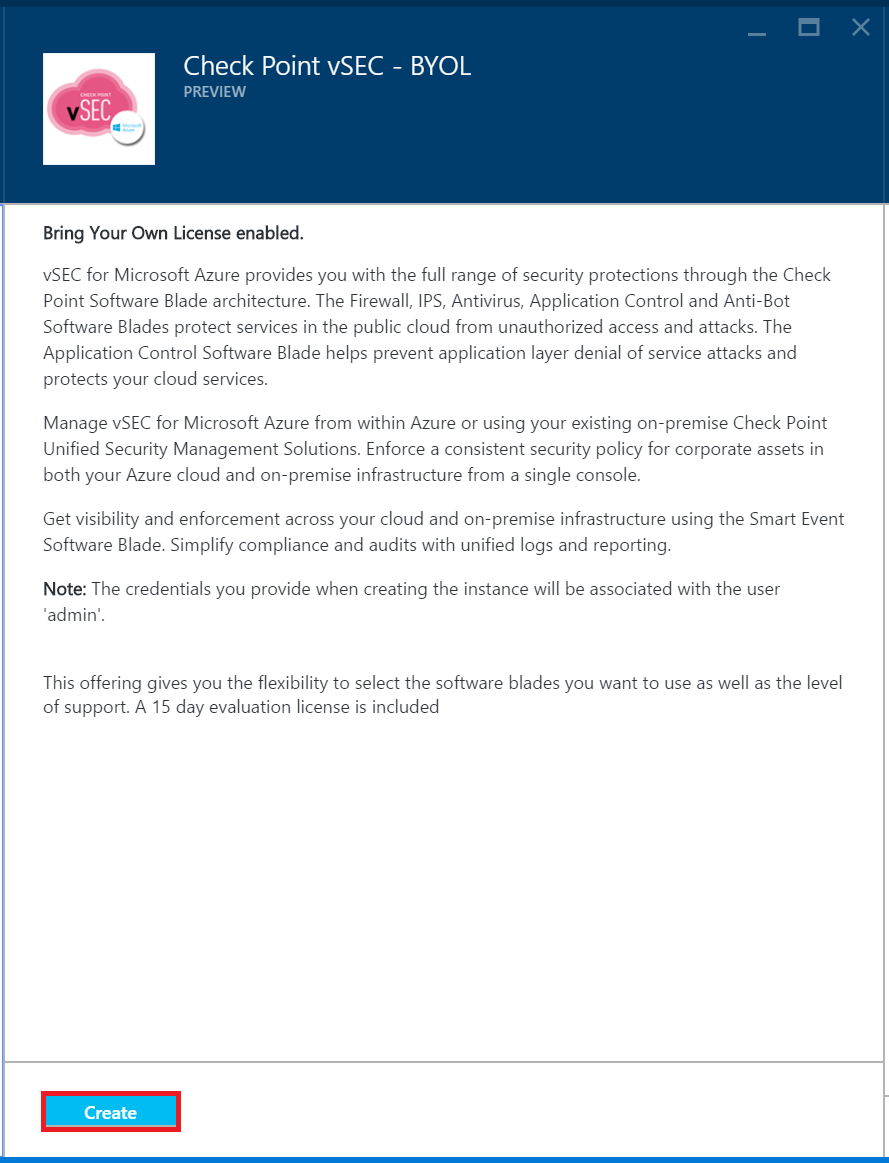 Check Point vSEC - BYOL
PREVIEW
CHECK POINT
vSEC
Microsoft
Azure
Bring Your Own License enabled.
vSEC for Microsoft Azure provides you with the full range of security protections through the Check
Point Software Blade architecture. The Firewall, IPS, Antivirus, Application Control and Anti-Bot
Software Blades protect services in the public cloud from unauthorized access and attacks. The
Application Control Software Blade helps prevent application layer denial of service attacks and
protects your cloud services.
Manage vSEC for Microsoft Azure from within Azure or using your existing on-premise Check Point
Unified Security Management Solutions. Enforce a consistent security policy for corporate assets in
both your Azure cloud and on-premise infrastructure from a single console.
Get visibility and enforcement across your cloud and on-premise infrastructure using the Smart Event
Software Blade. Simplify compliance and audits with unified logs and reporting.
Note: The credentials you provide when creating the instance will be associated with the user
'admin'.
This offering gives you the flexibility to select the software blades you want to use as well as the level
of support. A 15 day evaluation license is included
Create